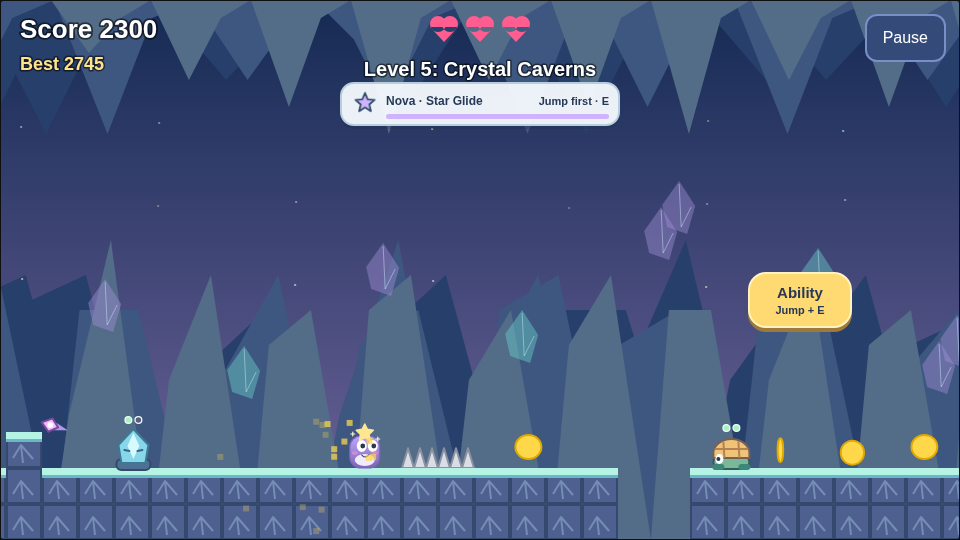 Score 2300
Best 2745
Level 5: Crystal Caverns
Nova · Star Glide
Jump first · E
Pause
Ability
Jump + E